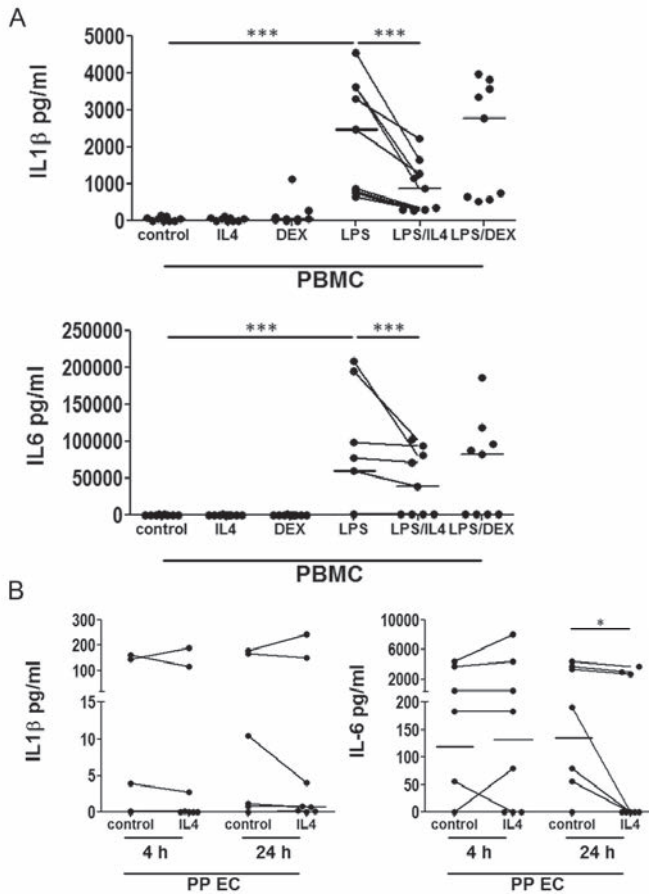 A
*** ***
5000
4000
3000
2000
1000
0
IL1β pg/ml
control IL4 DEX LPS LPS/IL4 LPS/DEX
PBMC
*** ***
250000
200000
150000
100000
50000
0
IL6 pg/ml
control IL4 DEX LPS LPS/IL4 LPS/DEX
PBMC
B
300
200
100
15
10
5
0
IL1β pg/ml
control IL4 control IL4
4 h 24 h
PP EC
*
10000
6000
2000
200
150
100
50
0
IL-6 pg/ml
control IL4 control IL4
4 h 24 h
PP EC